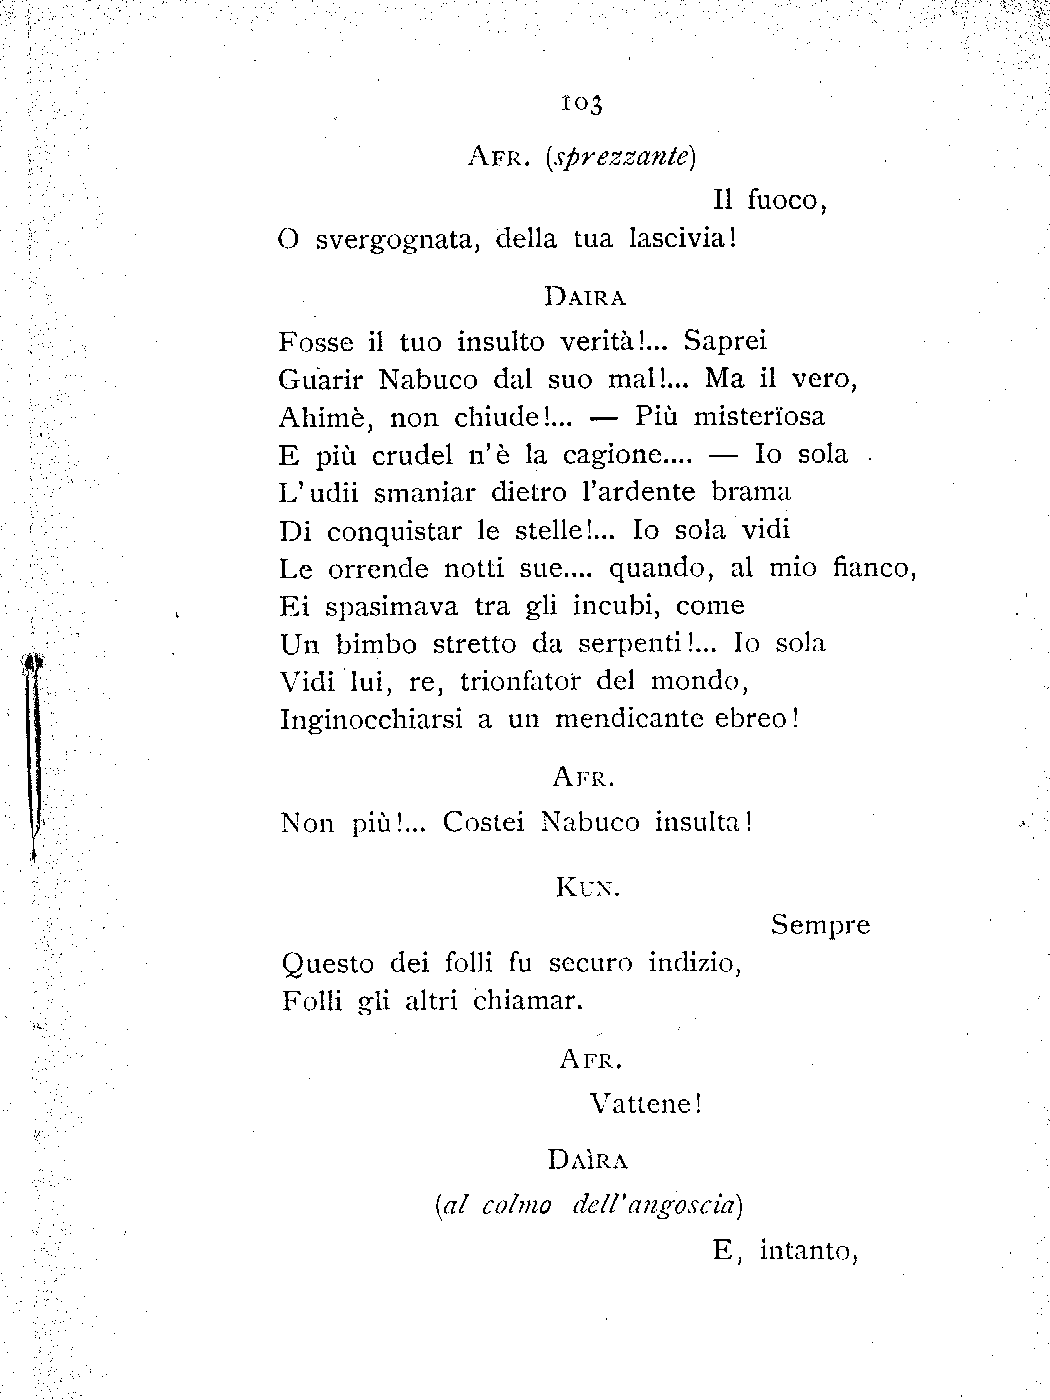 103
AFR. (sprezzante)
Il fuoco,
O svergognata, della tua lascivia!
DAIRA
Fosse il tuo insulto verità!... Saprei
Guarir Nabuco dal suo mal!... Ma il vero,
Ahimè, non chiude!... — Più misterïosa
E più crudel n'è la cagione.... — Io sola
L'udii smaniar dietro l'ardente brama
Di conquistar le stelle!... Io sola vidi
Le orrende notti sue.... quando, al mio fianco,
Ei spasimava tra gli incubi, come
Un bimbo stretto da serpenti!... Io sola
Vidi lui, re, trionfator del mondo,
Inginocchiarsi a un mendicante ebreo!
AFR.
Non più!... Costei Nabuco insulta!
KUN.
Sempre
Questo dei folli fu securo indizio,
Folli gli altri chiamar.
AFR.
Vattene!
DAÌRA
(al colmo dell'angoscia)
E, intanto,